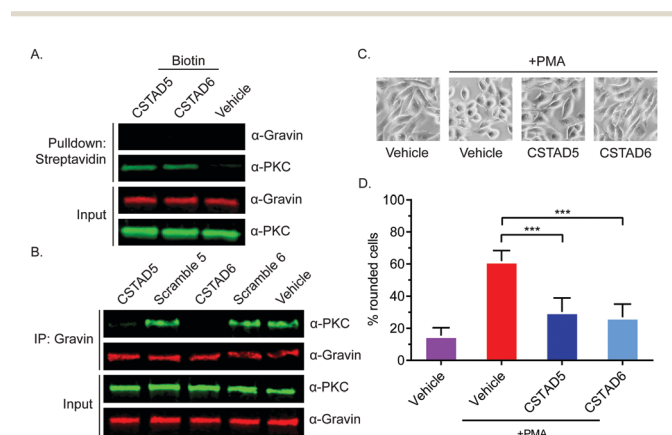 A.
Biotin
CSTAD5
CSTAD6
Vehicle
Pulldown:
Streptavidin
α-Gravin
α-PKC
Input
α-Gravin
α-PKC
B.
CSTAD5
Scramble 5
CSTAD6
Scramble 6
Vehicle
IP: Gravin
α-PKC
α-Gravin
Input
α-PKC
α-Gravin
C.
+PMA
Vehicle
Vehicle
CSTAD5
CSTAD6
D.
% rounded cells
100
80
60
40
20
0
***
***
Vehicle
Vehicle
CSTAD5
CSTAD6
+PMA